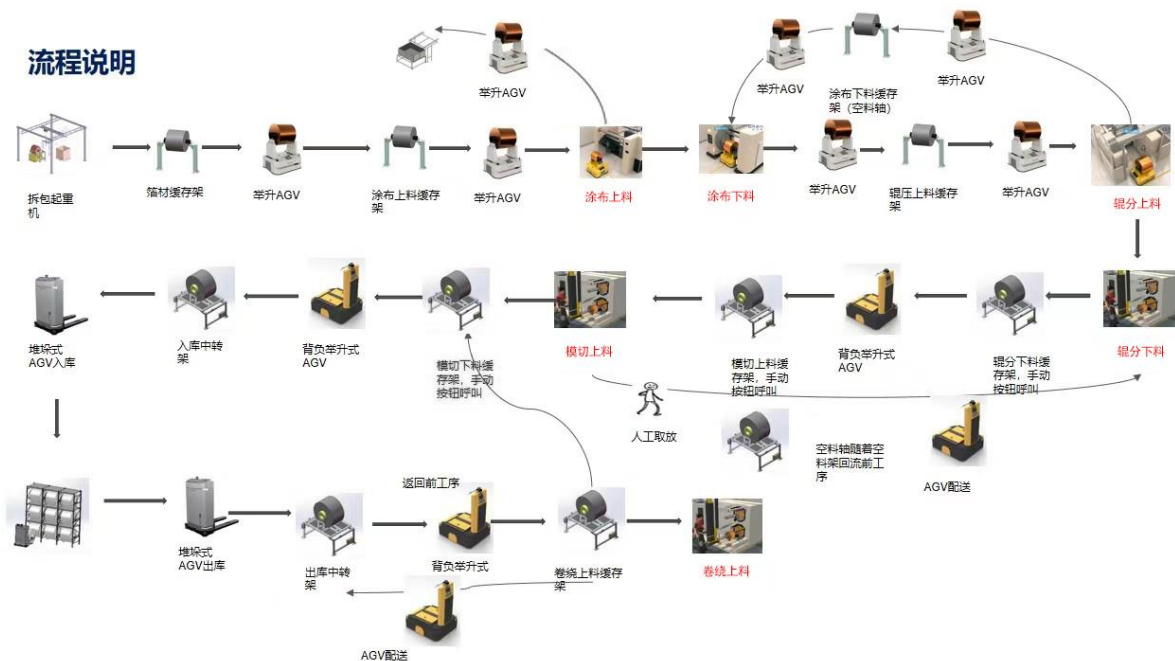 流程说明
举升AGV
举升AGV
涂布下料缓存
架（空料轴）
举升AGV
拆包起重
机
箔材缓存架
举升AGV
涂布上料缓存
架
举升AGV
涂布上料
涂布下料
举升AGV
辊压上料缓存
架
举升AGV
辊分上料
堆垛式
AGV入库
入库中转
架
背负举升式
AGV
模切下料缓
存架，手动
按钮呼叫
模切上料
模切上料缓
存架，手动
按钮呼叫
背负举升式
AGV
辊分下料缓
存架，手动
按钮呼叫
辊分下料
人工取放
空料轴随着空
料架回流前工
序
AGV配送
堆垛式
AGV出库
出库中转
架
返回前工序
背负举升式
卷绕上料缓存
架
卷绕上料
AGV配送